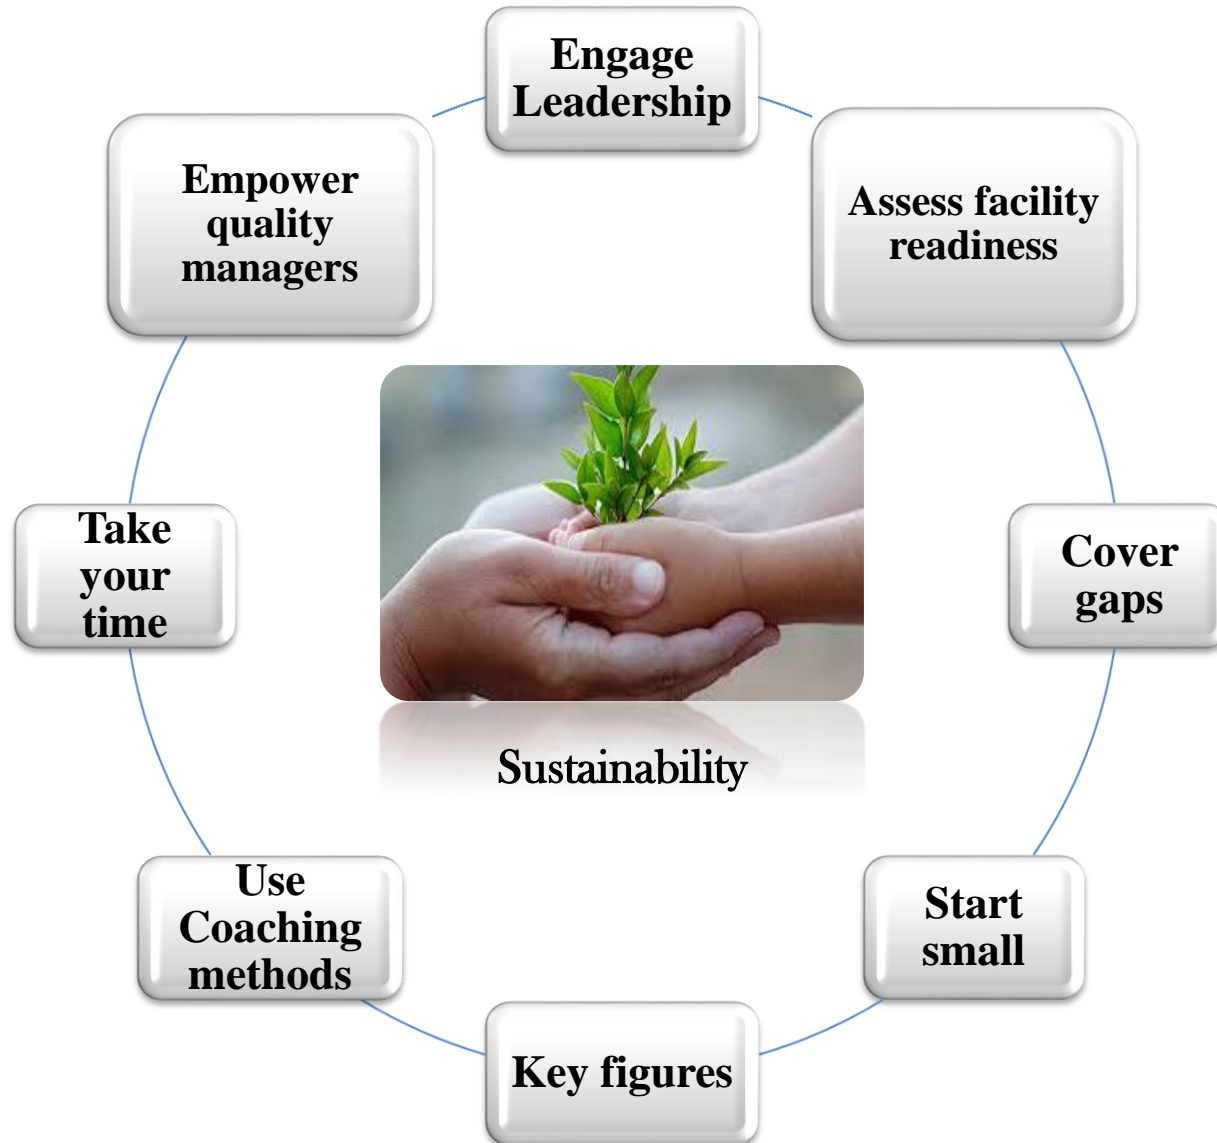 Engage
Leadership
Assess facility
readiness
Cover
gaps
Start
small
Key figures
Use
Coaching
methods
Take
your
time
Empower
quality
managers
Sustainability